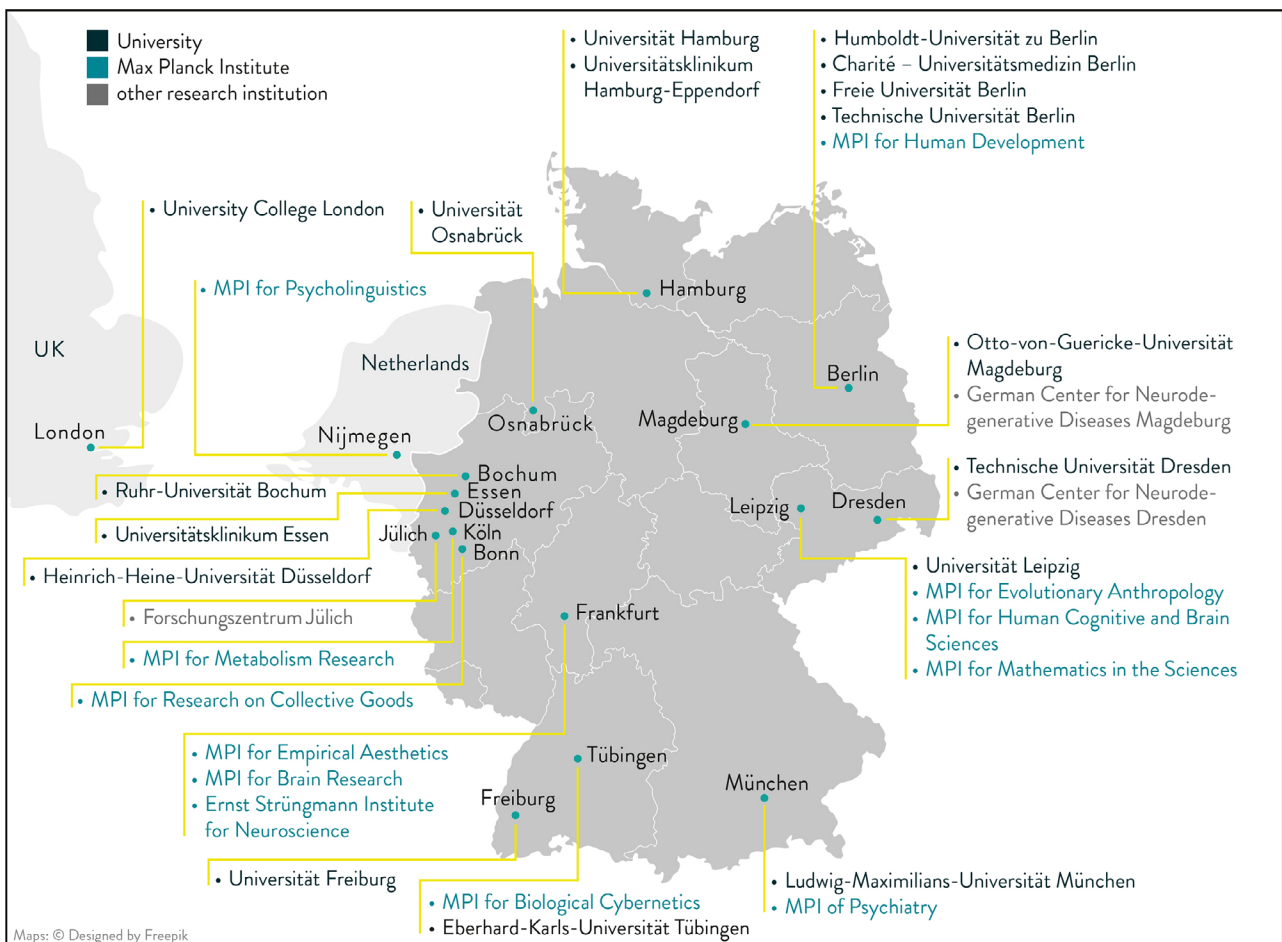 University
Max Planck Institute
other research institution
• Universität Hamburg
• Universitätsklinikum
Hamburg-Eppendorf
• Humboldt-Universität zu Berlin
• Charité – Universitätsmedizin Berlin
• Freie Universität Berlin
• Technische Universität Berlin
• MPI for Human Development
• University College London
• Universität
Osnabrück
• MPI for Psycholinguistics
Hamburg
UK
Netherlands
Berlin
• Otto-von-Guericke-Universität
Magdeburg
• German Center for Neurode-
generative Diseases Magdeburg
London
Nijmegen
Osnabrück
Magdeburg
• Ruhr-Universität Bochum
Bochum
Essen
• Universitätsklinikum Essen
Düsseldorf
Jülich
Köln
Bonn
Leipzig
Dresden
• Technische Universität Dresden
• German Center for Neurode-
generative Diseases Dresden
• Heinrich-Heine-Universität Düsseldorf
• Forschungszentrum Jülich
• MPI for Metabolism Research
• MPI for Research on Collective Goods
Frankfurt
• Universität Leipzig
• MPI for Evolutionary Anthropology
• MPI for Human Cognitive and Brain
Sciences
• MPI for Mathematics in the Sciences
• MPI for Empirical Aesthetics
• MPI for Brain Research
• Ernst Strüngmann Institute
for Neuroscience
Tübingen
Freiburg
München
• Universität Freiburg
• MPI for Biological Cybernetics
• Eberhard-Karls-Universität Tübingen
• Ludwig-Maximilians-Universität München
• MPI of Psychiatry
Maps: © Designed by Freepik